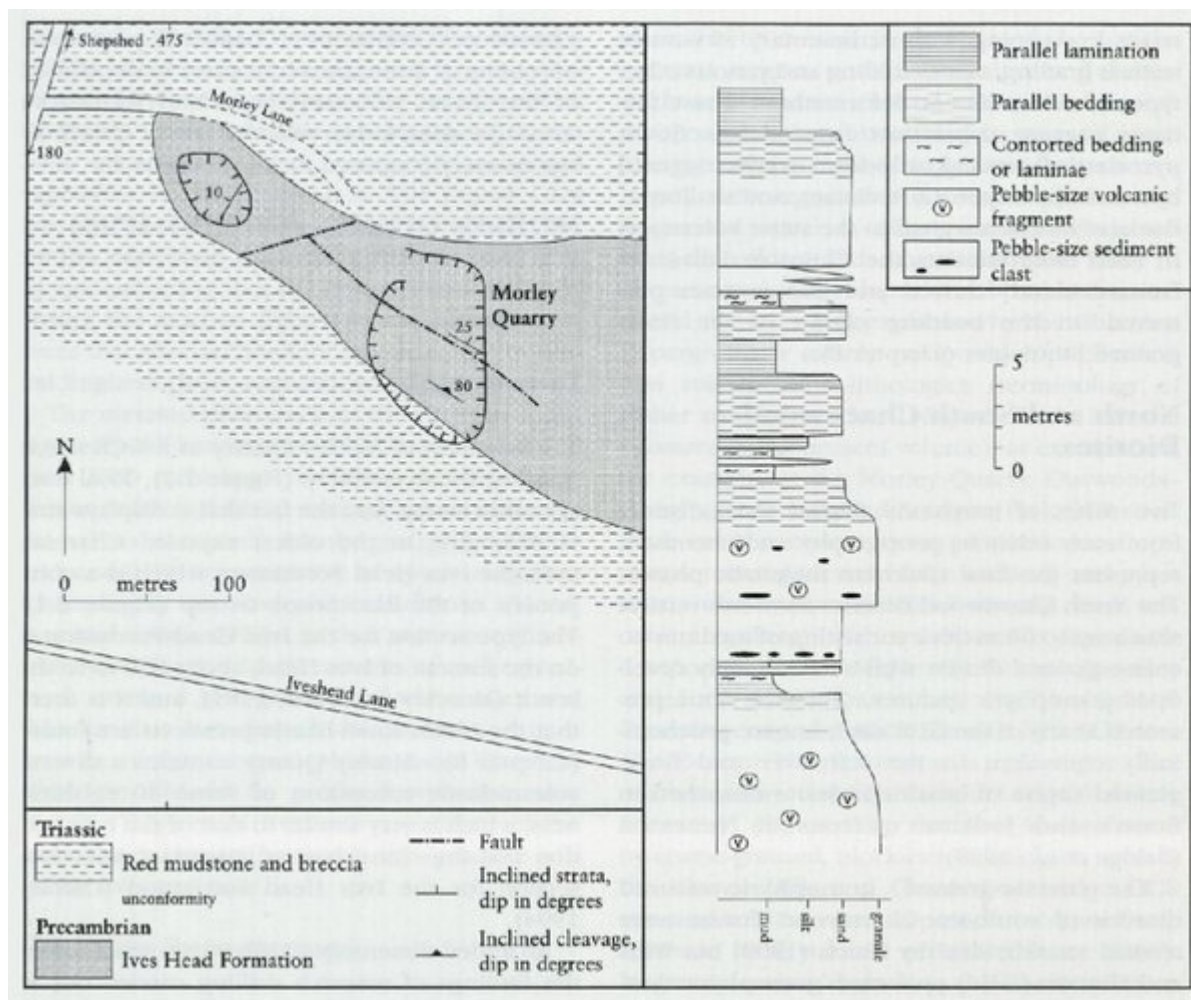 Shepshed 475
Morley Lane
180
10
Morley
Quarry
25
80
N
0 metres 100
Iveshead Lane
Triassic
Red mudstone and breccia
unconformity
Precambrian
Ives Head Formation
Fault
Inclined strata,
dip in degrees
Inclined cleavage,
dip in degrees
Parallel lamination
Parallel bedding
Contorted bedding
or laminae
Pebble-size volcanic
fragment
Pebble-size sediment
clast
5
metres
0
V V
V
V
V V
V
V
mud
silt
sand
granule